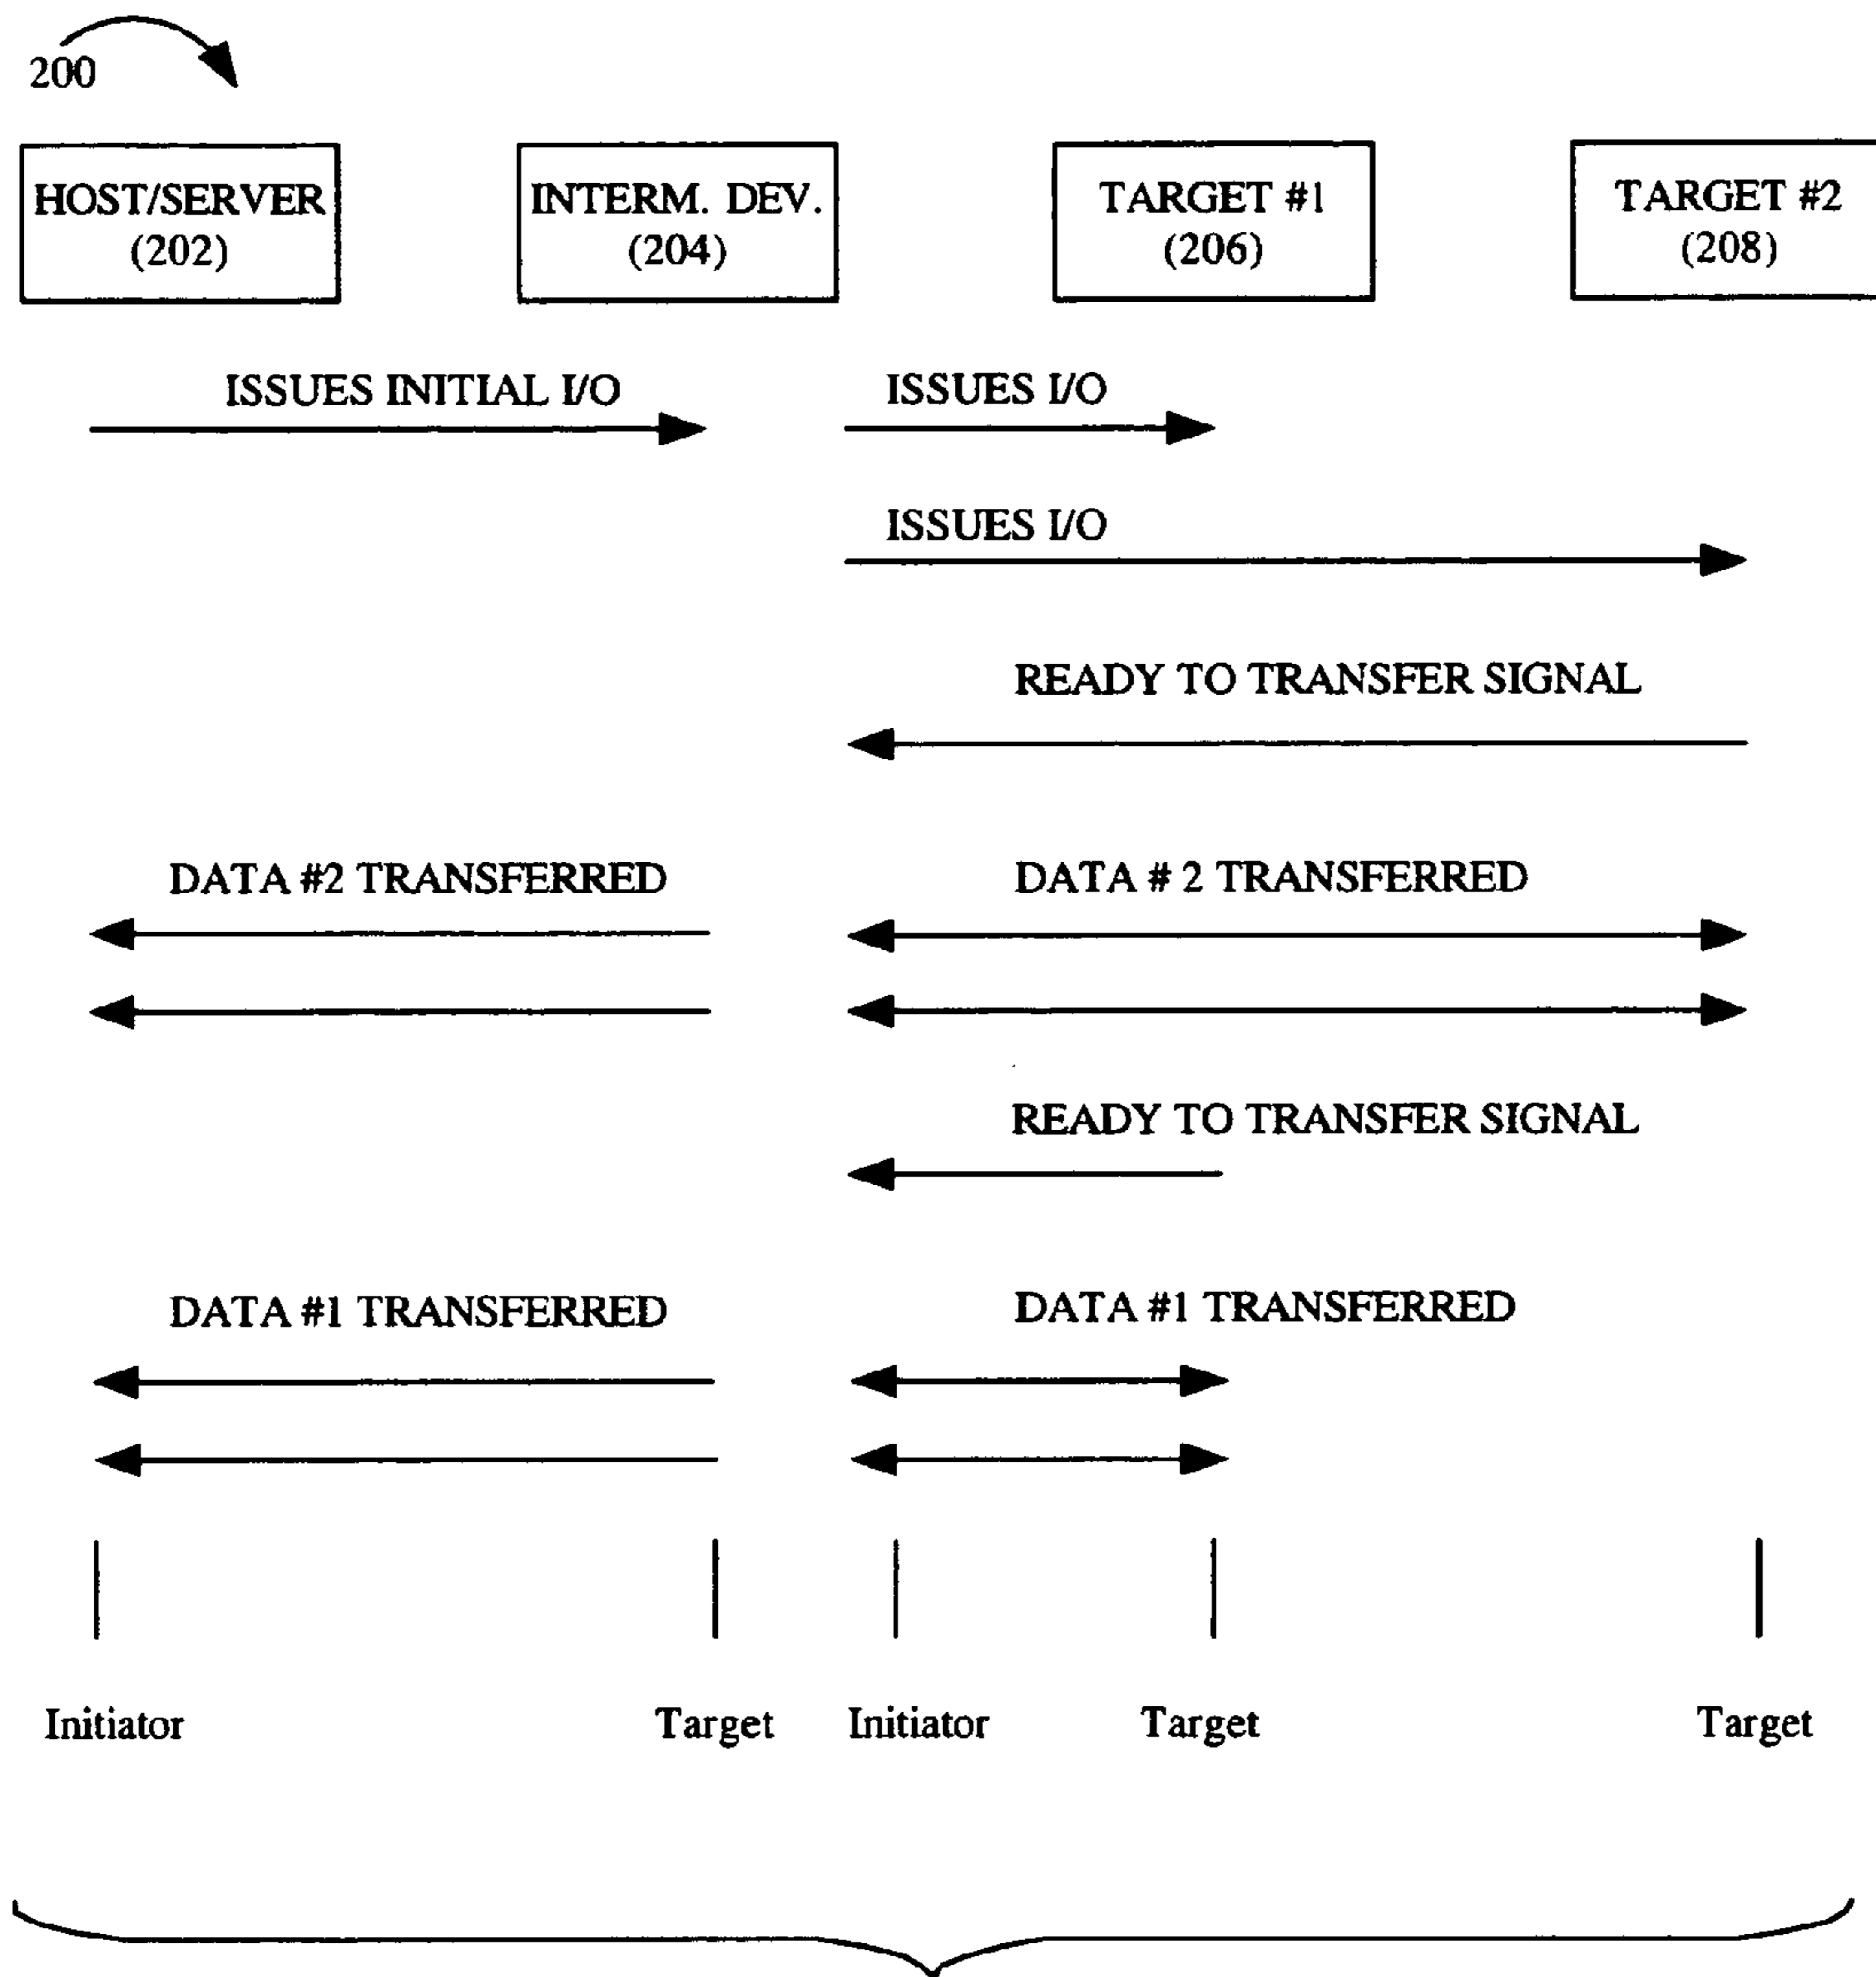 200
HOST/SERVER
(202)
INTERM. DEV.
(204)
TARGET #1
(206)
TARGET #2
(208)
ISSUES INITIAL I/O
ISSUES I/O
ISSUES I/O
READY TO TRANSFER SIGNAL
DATA #2 TRANSFERRED
DATA # 2 TRANSFERRED
READY TO TRANSFER SIGNAL
DATA #1 TRANSFERRED
DATA #1 TRANSFERRED
Initiator
Target
Initiator
Target
Target